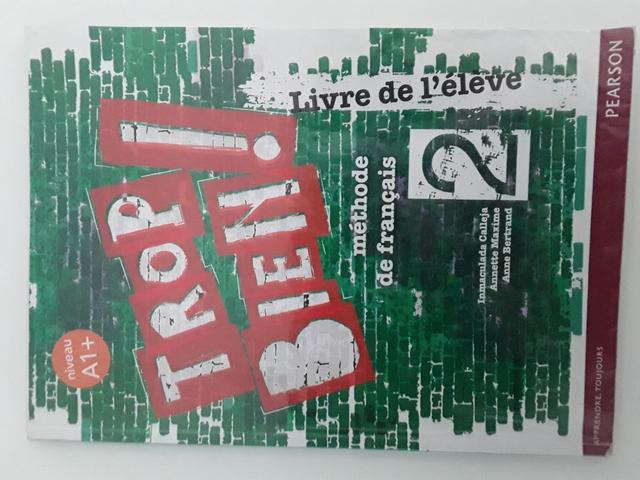 niveau
A1+
TROP!
BIEN!
méthode
de français
2
Livre de l'élève
Inmaculada Calleja
Annette Maxime
Anne Bertrand
APPRENDRE, TOUJOURS
PEARSON